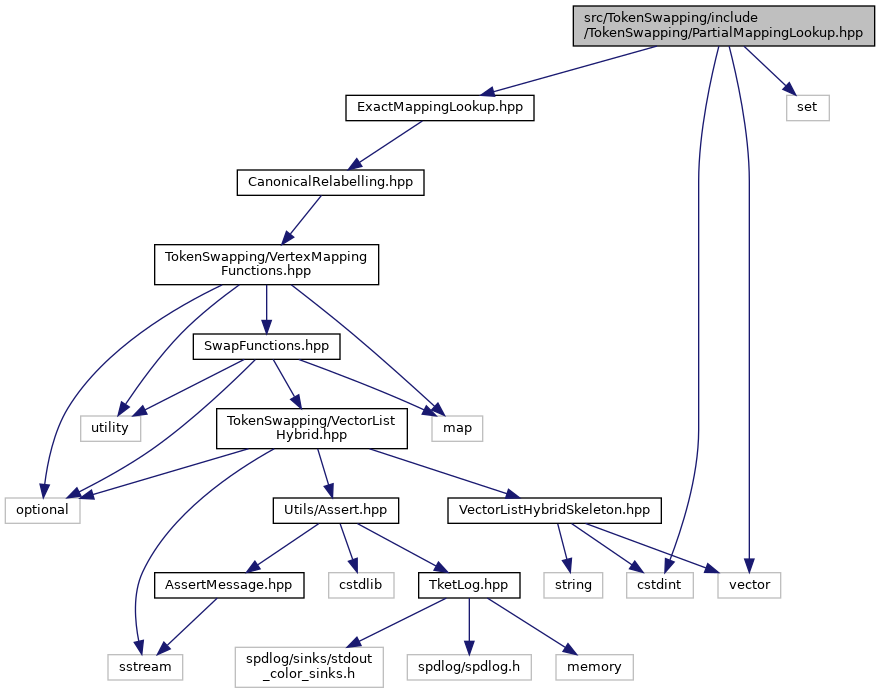 src/TokenSwapping/include
/TokenSwapping/PartialMappingLookup.hpp
ExactMappingLookup.hpp
set
CanonicalRelabelling.hpp
TokenSwapping/VertexMapping
Functions.hpp
SwapFunctions.hpp
utility
TokenSwapping/VectorList
Hybrid.hpp
map
optional
Utils/Assert.hpp
VectorListHybridSkeleton.hpp
AssertMessage.hpp
cstdlib
TketLog.hpp
string
cstdint
vector
sstream
spdlog/sinks/stdout
_color_sinks.h
spdlog/spdlog.h
memory